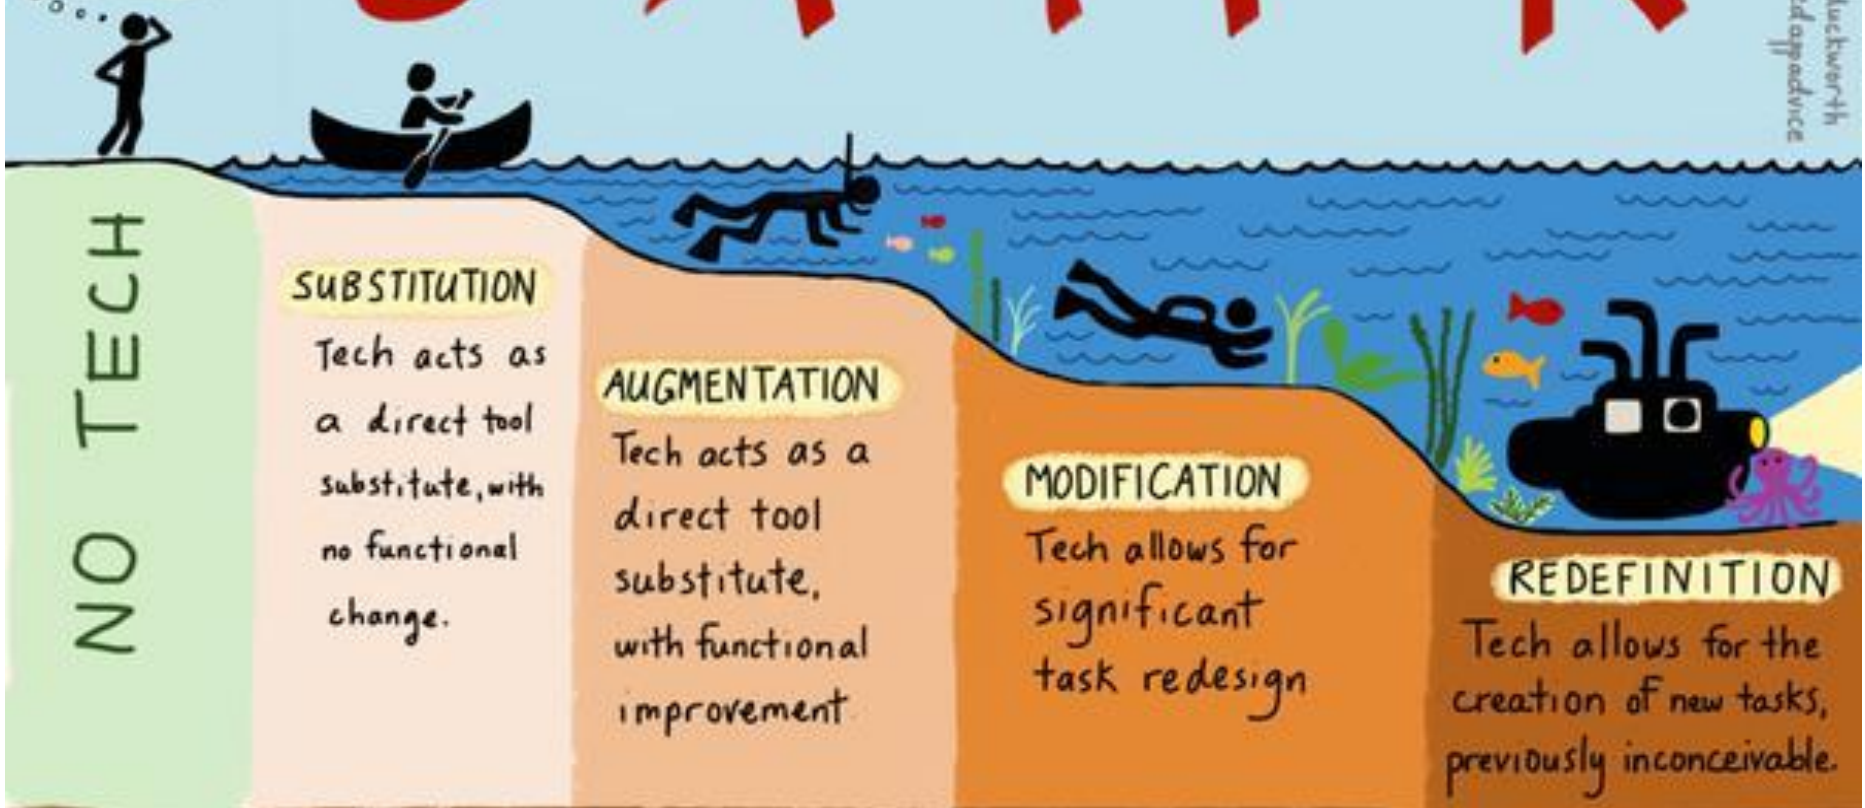 duckworth
appadvice
NO TECH
SUBSTITUTION
Tech acts as
a direct tool
substitute, with
no functional
change.
AUGMENTATION
Tech acts as a
direct tool
substitute,
with functional
improvement
MODIFICATION
Tech allows for
significant
task redesign
REDEFINITION
Tech allows for the
creation of new tasks,
previously inconceivable.